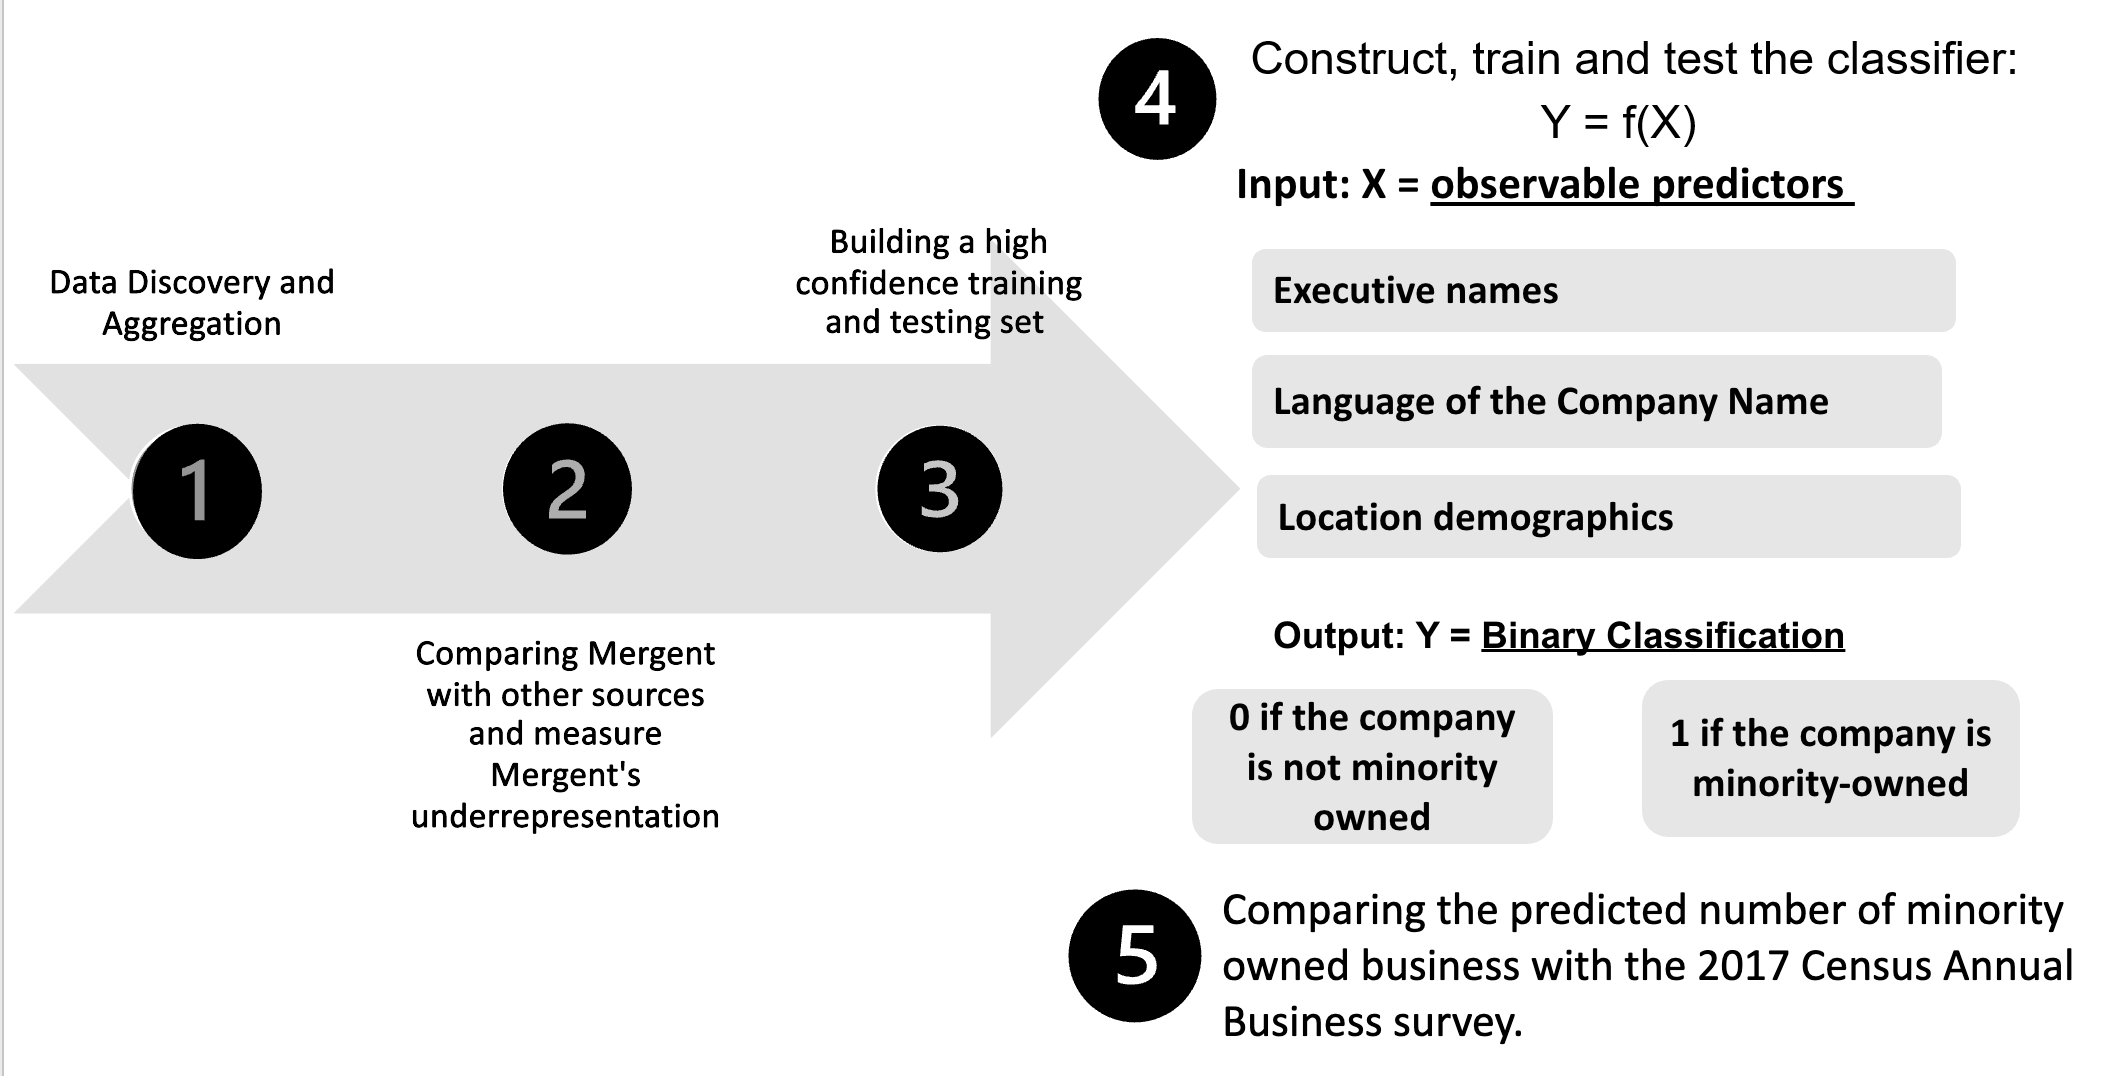 Data Discovery and
Aggregation
1
2
Comparing Mergent
with other sources
and measure
Mergent's
underrepresentation
Building a high
confidence training
and testing set
3
4
Construct, train and test the classifier:
Y = f(X)
Input: X = observable predictors
Executive names
Language of the Company Name
Location demographics
Output: Y = Binary Classification
0 if the company
is not minority
owned
1 if the company is
minority-owned
5
Comparing the predicted number of minority
owned business with the 2017 Census Annual
Business survey.